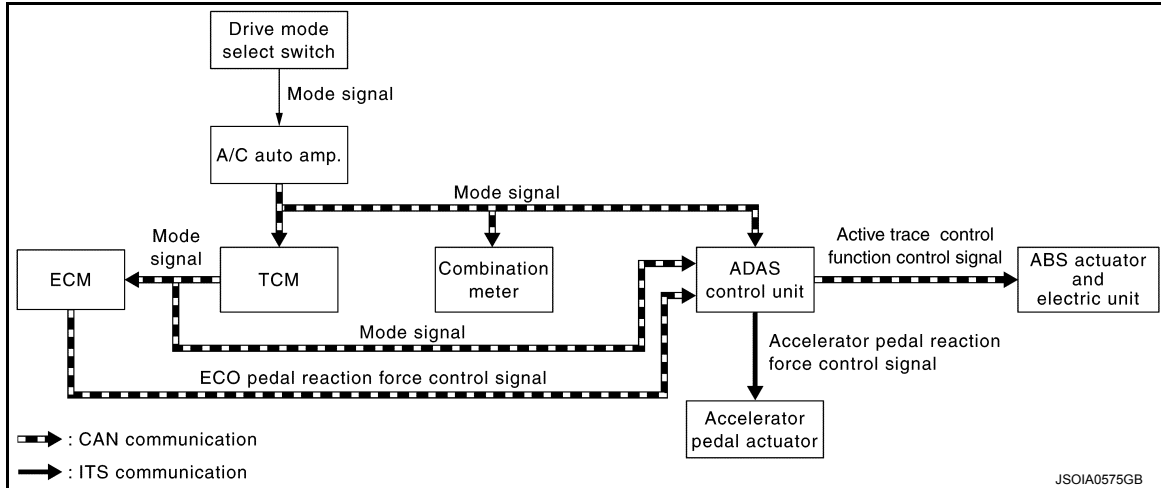 Drive mode
select switch
Mode signal
A/C auto amp.
Mode signal
Mode
signal
Active trace control
function control signal
ECM
TCM
Combination
meter
ADAS
control unit
ABS actuator
and
electric unit
Mode signal
Accelerator pedal reaction
force control signal
ECO pedal reaction force control signal
Accelerator
pedal actuator
: CAN communication
: ITS communication
JSOIA0575GB